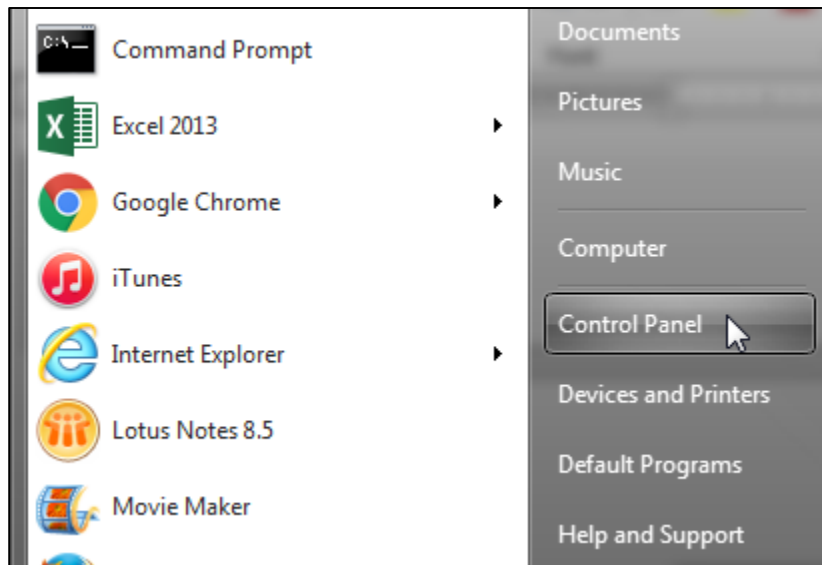 C:\
Command Prompt
Excel 2013
Google Chrome
iTunes
Internet Explorer
Lotus Notes 8.5
Movie Maker
Documents
Pictures
Music
Computer
Control Panel
Devices and Printers
Default Programs
Help and Support